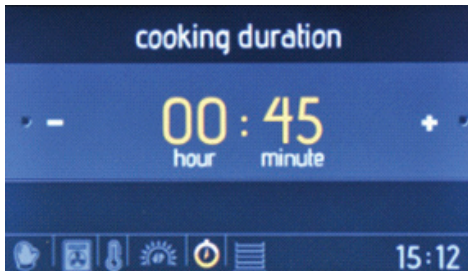 cooking duration
- 00 : 45 +
hour minute
15:12